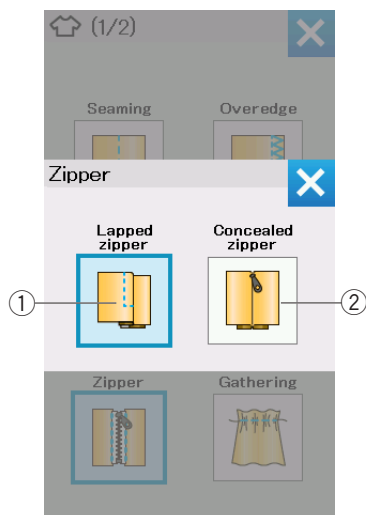 (1/2)
Seaming Overedge
Zipper
Lapped Concealed
zipper zipper
① ②
Zipper Gathering